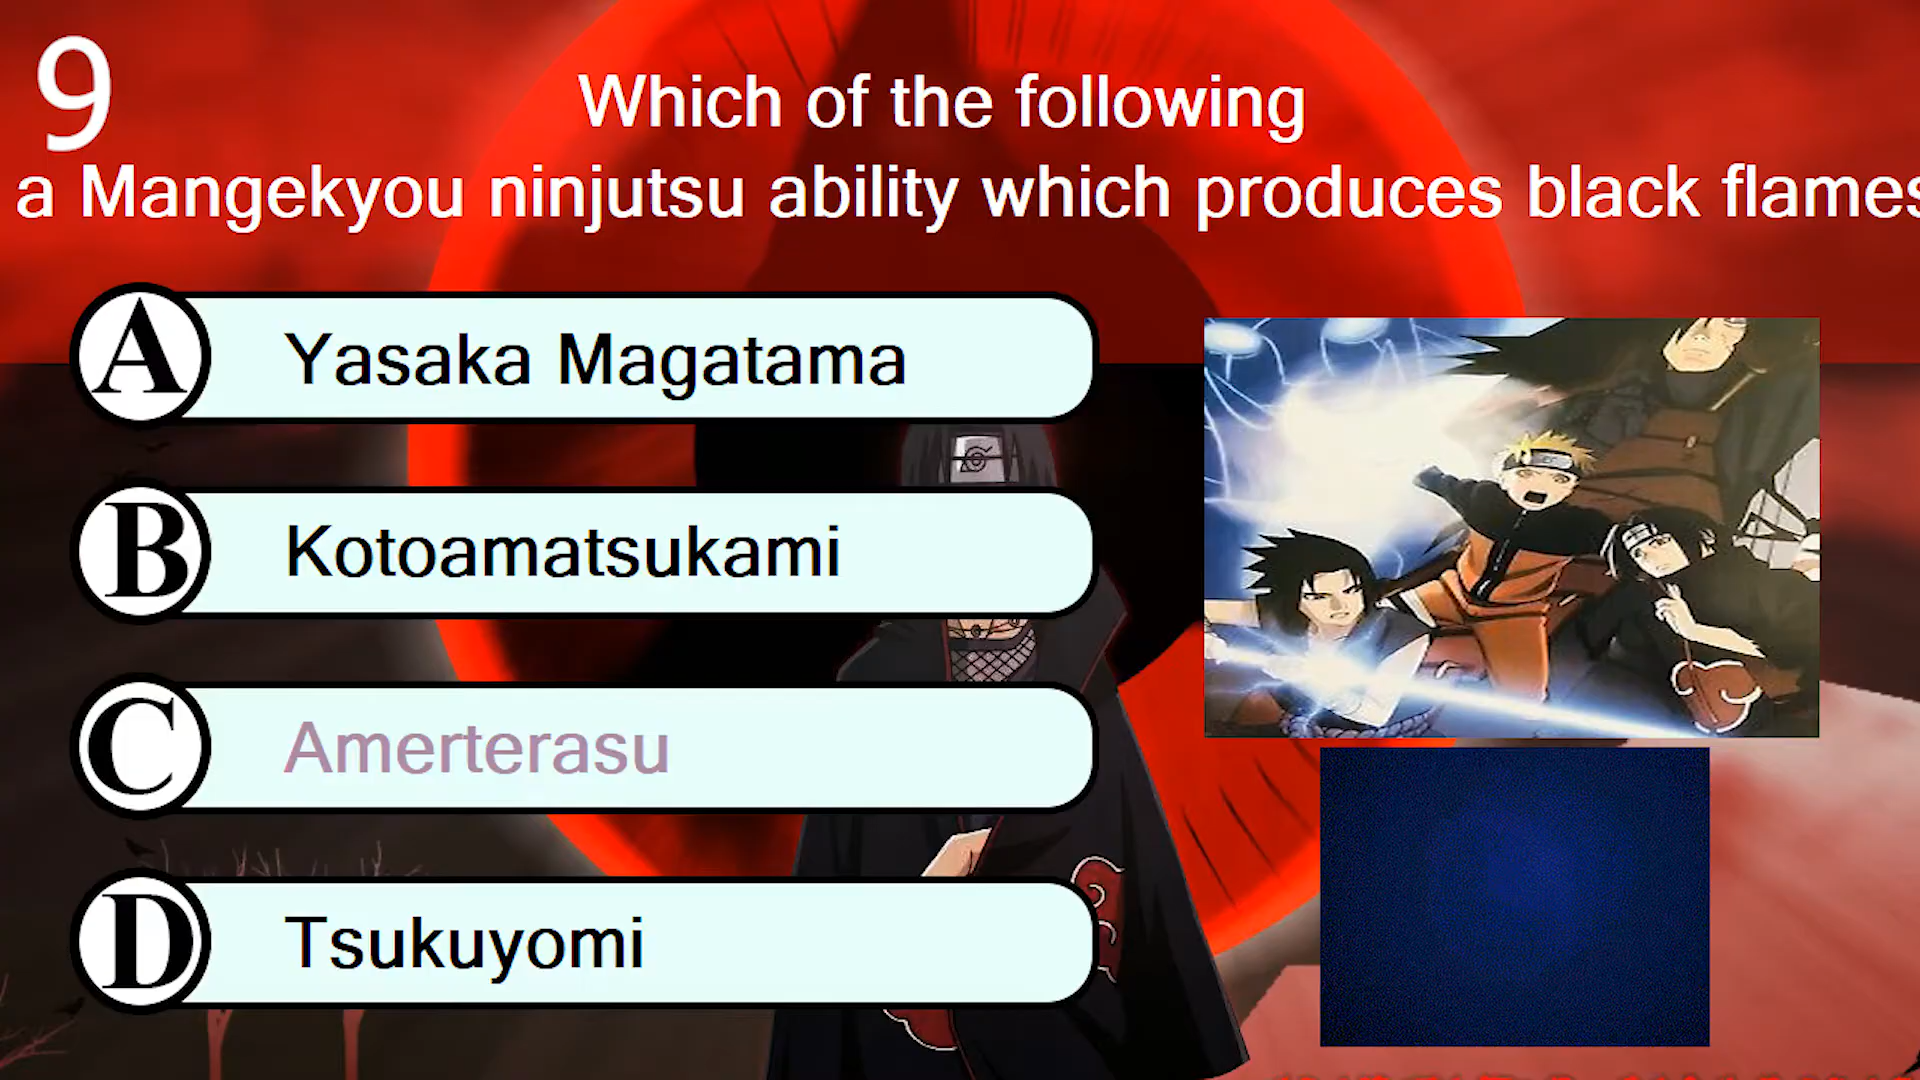 9
Which of the following
a Mangekyou ninjutsu ability which produces black flames
A Yasaka Magatama
B Kotoamatsukami
C Amerterasu
D Tsukuyomi